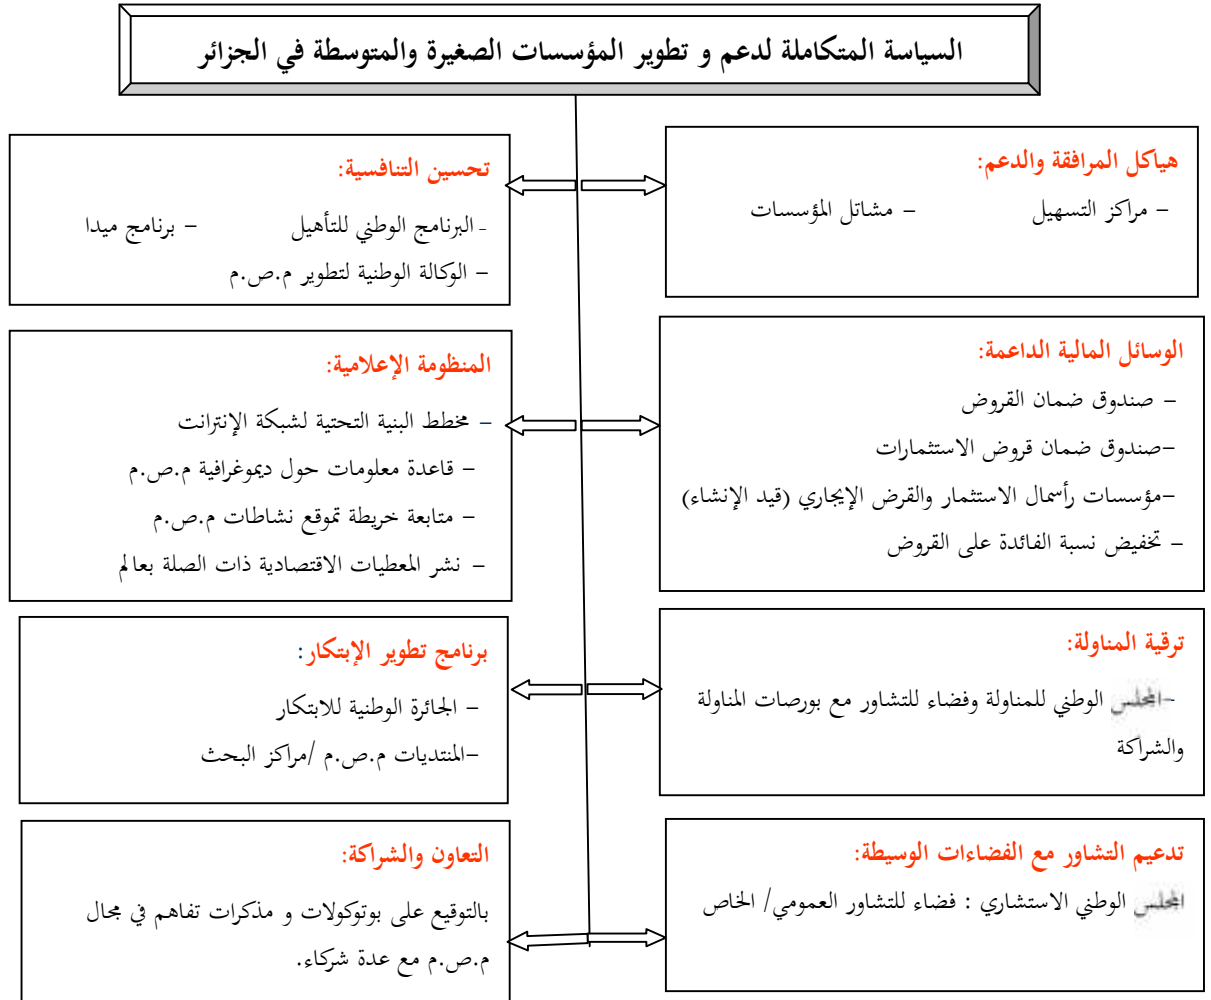 السياسة المتكاملة لدعم و تطوير المؤسسات الصغيرة والمتوسطة في الجزائر
هياكل المرافقة والدعم:
– مراكز التسهيل – مشاتل المؤسسات
تحسين التنافسية:
- البرنامج الوطني للتأهيل – برنامج ميدا
– الوكالة الوطنية لتطوير م.ص.م
الوسائل المالية الداعمة:
– صندوق ضمان القروض
–صندوق ضمان قروض الاستثمارات
–مؤسسات رأسمال الاستثمار والقرض الإيجاري (قيد الإنشاء)
– تخفيض نسبة الفائدة على القروض
المنظومة الإعلامية:
– مخطط البنية التحتية لشبكة الإنترانت
– قاعدة معلومات حول ديموغرافية م.ص.م
– متابعة خريطة تموقع نشاطات م.ص.م
– نشر المعطيات الاقتصادية ذات الصلة بعالم
ترقية المناولة:
-المجلس الوطني للمناولة وفضاء للتشاور مع بورصات المناولة
والشراكة
برنامج تطوير الإبتكار:
– الجائرة الوطنية للابتكار
–المنتديات م.ص.م /مراكز البحث
تدعيم التشاور مع الفضاءات الوسيطة:
المجلس الوطني الاستشاري : فضاء للتشاور العمومي/ الخاص
التعاون والشراكة:
بالتوقيع على بوتوكولات و مذكرات تفاهم في مجال
م.ص.م مع عدة شركاء.